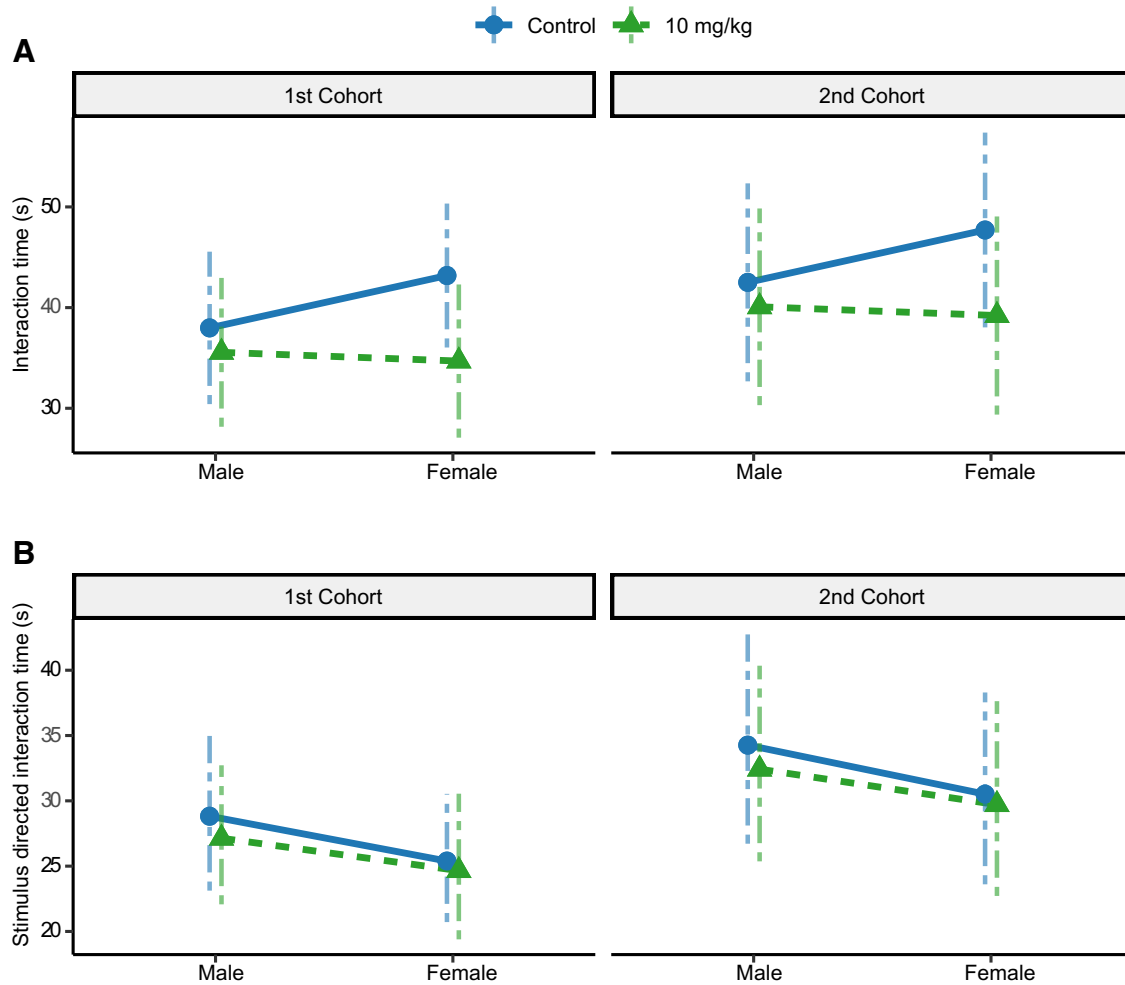 Control 10 mg/kg
A
1st Cohort 2nd Cohort
Interaction time (s)
50
40
30
Male Female Male Female
B
1st Cohort 2nd Cohort
Stimulus directed interaction time (s)
40
35
30
25
20
Male Female Male Female